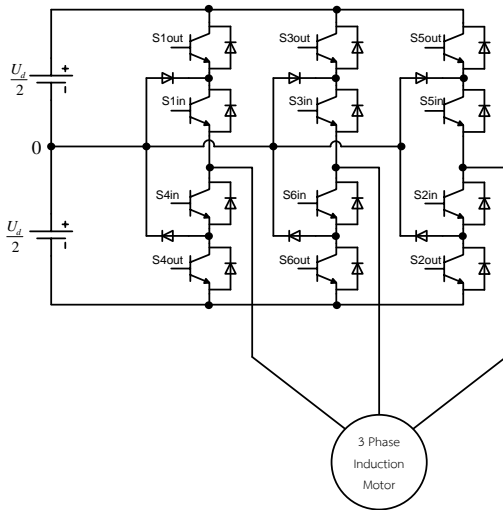 S1out S3out S5out
U_d/2 + -
S1in S3in S5in
0
S4in S6in S2in
U_d/2 + -
S4out S6out S2out
3 Phase
Induction
Motor